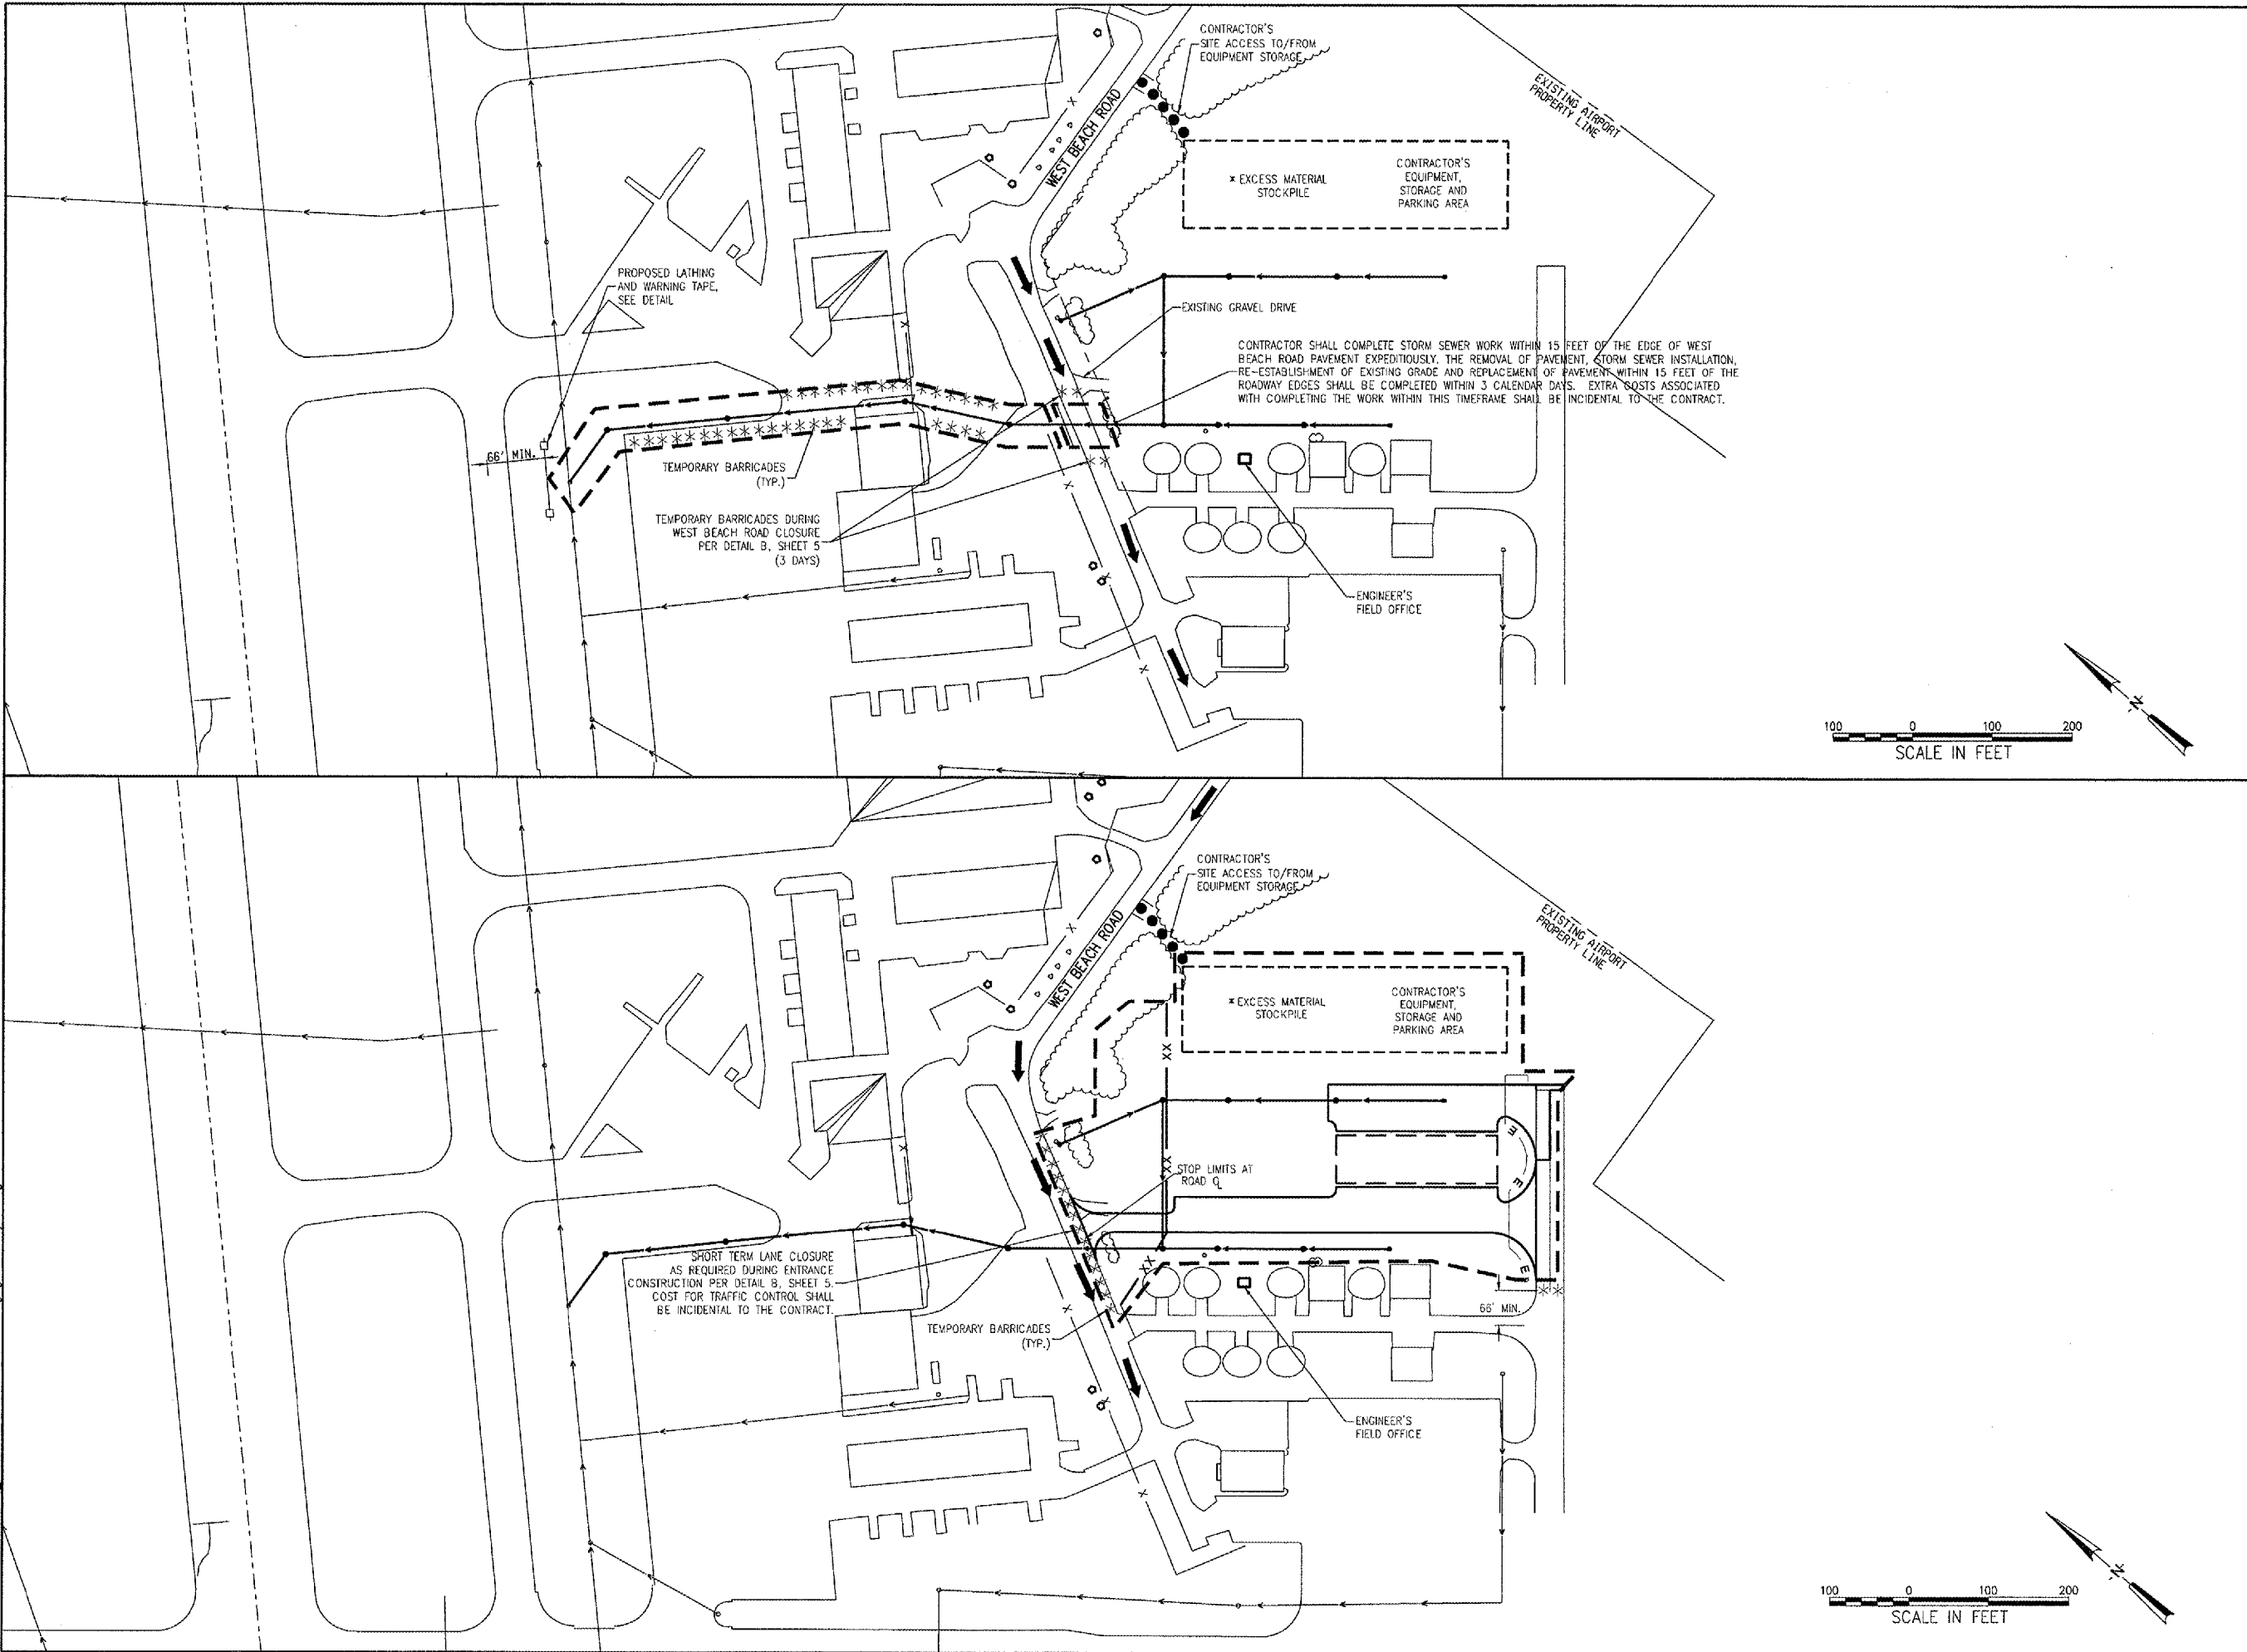 CONTRACTOR'S
SITE ACCESS TO/FROM
EQUIPMENT STORAGE
WEST BEACH ROAD
EXISTING AIRPORT
PROPERTY LINE
* EXCESS MATERIAL
STOCKPILE
CONTRACTOR'S
EQUIPMENT,
STORAGE AND
PARKING AREA
PROPOSED LATHING
AND WARNING TAPE,
SEE DETAIL
EXISTING GRAVEL DRIVE
CONTRACTOR SHALL COMPLETE STORM SEWER WORK WITHIN 15 FEET OF THE EDGE OF WEST
BEACH ROAD PAVEMENT EXPEDITIOUSLY. THE REMOVAL OF PAVEMENT, STORM SEWER INSTALLATION,
RE-ESTABLISHMENT OF EXISTING GRADE AND REPLACEMENT OF PAVEMENT WITHIN 15 FEET OF THE
ROADWAY EDGES SHALL BE COMPLETED WITHIN 3 CALENDAR DAYS. EXTRA COSTS ASSOCIATED
WITH COMPLETING THE WORK WITHIN THIS TIMEFRAME SHALL BE INCIDENTAL TO THE CONTRACT.
66' MIN.
TEMPORARY BARRICADES
(TYP.)
TEMPORARY BARRICADES DURING
WEST BEACH ROAD CLOSURE
PER DETAIL B, SHEET 5
(3 DAYS)
ENGINEER'S
FIELD OFFICE
N
100 0 100 200
SCALE IN FEET
CONTRACTOR'S
SITE ACCESS TO/FROM
EQUIPMENT STORAGE
WEST BEACH ROAD
EXISTING AIRPORT
PROPERTY LINE
* EXCESS MATERIAL
STOCKPILE
CONTRACTOR'S
EQUIPMENT,
STORAGE AND
PARKING AREA
XX
E
XX
STOP LIMITS AT
ROAD ℄
E
SHORT TERM LANE CLOSURE
AS REQUIRED DURING ENTRANCE
CONSTRUCTION PER DETAIL B, SHEET 5.
COST FOR TRAFFIC CONTROL SHALL
BE INCIDENTAL TO THE CONTRACT.
XX
E
66' MIN.
TEMPORARY BARRICADES
(TYP.)
ENGINEER'S
FIELD OFFICE
N
100 0 100 200
SCALE IN FEET